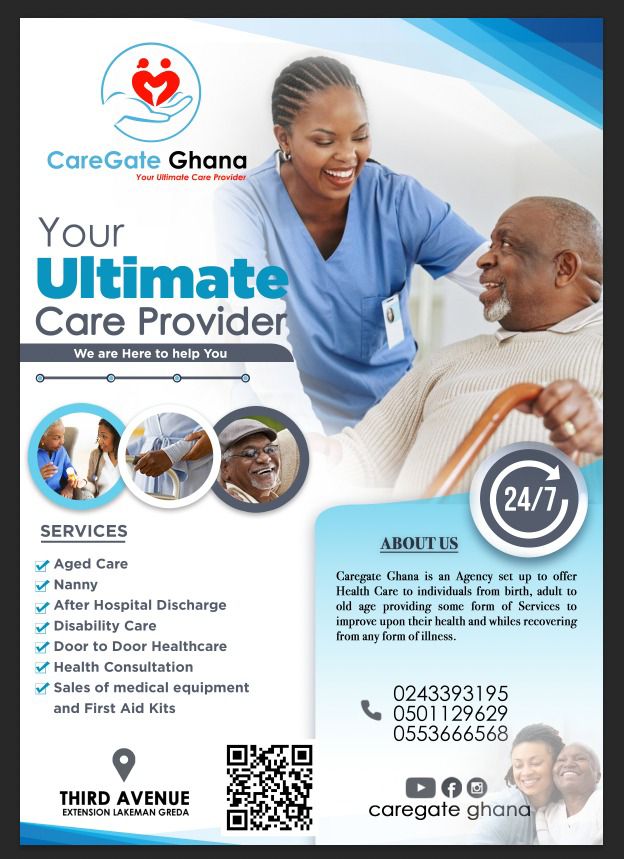 CareGate Ghana
Your Ultimate Care Provider
Your
Ultimate
Care Provider
We are Here to help You
SERVICES
Aged Care
Nanny
After Hospital Discharge
Disability Care
Door to Door Healthcare
Health Consultation
Sales of medical equipment
and First Aid Kits
THIRD AVENUE
EXTENSION LAKEMAN GREDA
24/7
ABOUT US
Caregate Ghana is an Agency set up to offer
Health Care to individuals from birth, adult to
old age providing some form of Services to
improve upon their health and whiles recovering
from any form of illness.
0243393195
0501129629
0553666568
caregate ghana